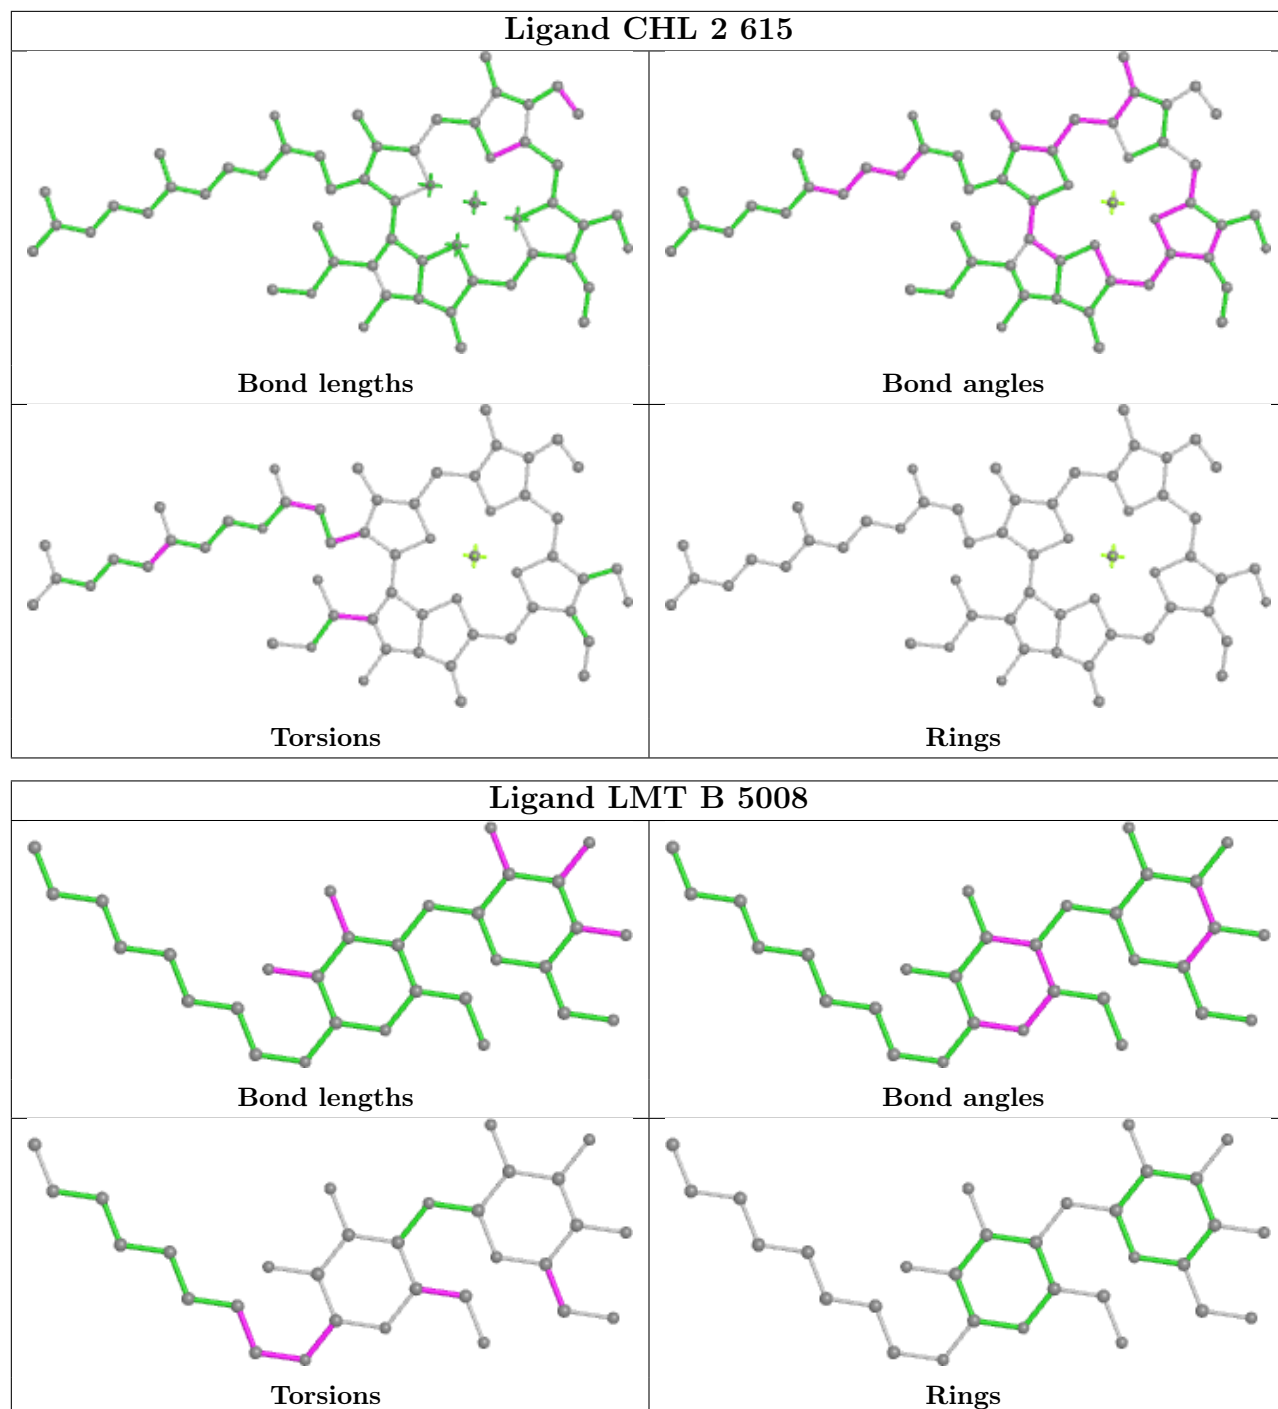 Ligand CHL 2 615
Bond lengths
Bond angles
Torsions
Rings
Ligand LMT B 5008
Bond lengths
Bond angles
Torsions
Rings